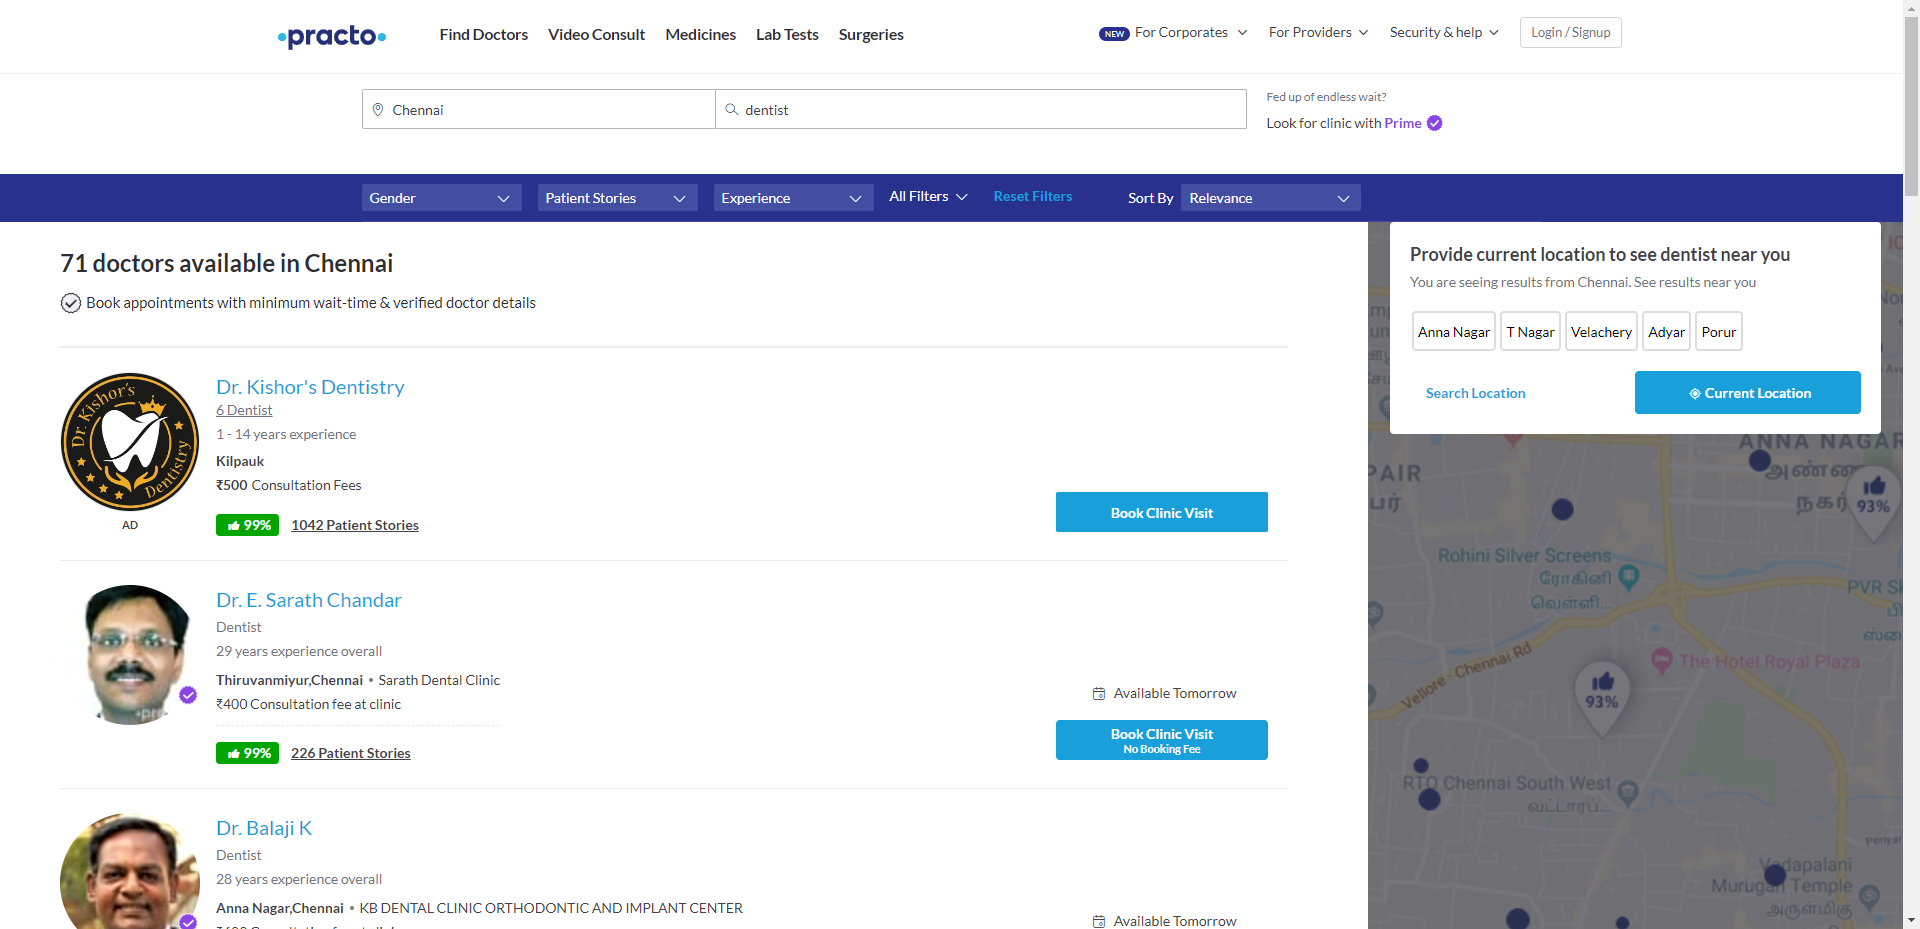 practo
Find Doctors
Video Consult
Medicines
Lab Tests
Surgeries
NEW For Corporates
For Providers
Security & help
Login / Signup
Chennai
dentist
Fed up of endless wait?
Look for clinic with Prime
Gender
Patient Stories
Experience
All Filters
Reset Filters
Sort By
Relevance
71 doctors available in Chennai
Book appointments with minimum wait-time & verified doctor details
Dr. Kishor's
Dentistry
AD
Dr. Kishor's Dentistry
6 Dentist
1 - 14 years experience
Kilpauk
₹500 Consultation Fees
99%
1042 Patient Stories
Book Clinic Visit
Dr. E. Sarath Chandar
Dentist
29 years experience overall
Thiruvanmiyur,Chennai • Sarath Dental Clinic
₹400 Consultation fee at clinic
99%
226 Patient Stories
Available Tomorrow
Book Clinic Visit
No Booking Fee
Dr. Balaji K
Dentist
28 years experience overall
Anna Nagar,Chennai • KB DENTAL CLINIC ORTHODONTIC AND IMPLANT CENTER
Available Tomorrow
Provide current location to see dentist near you
You are seeing results from Chennai. See results near you
Anna Nagar
T Nagar
Velachery
Adyar
Porur
Search Location
Current Location
ANNA NAGAR
அண்ணா
நகர்
PAIR
பர்
93%
Rohini Silver Screens
ரோகினி
வெள்ளி...
PVR
Vellore - Chennai Rd
The Hotel Royal Plaza
93%
RTO Chennai South West
வட்டாரப்...
Vadapalani
Murugan Temple
அருள்மிகு